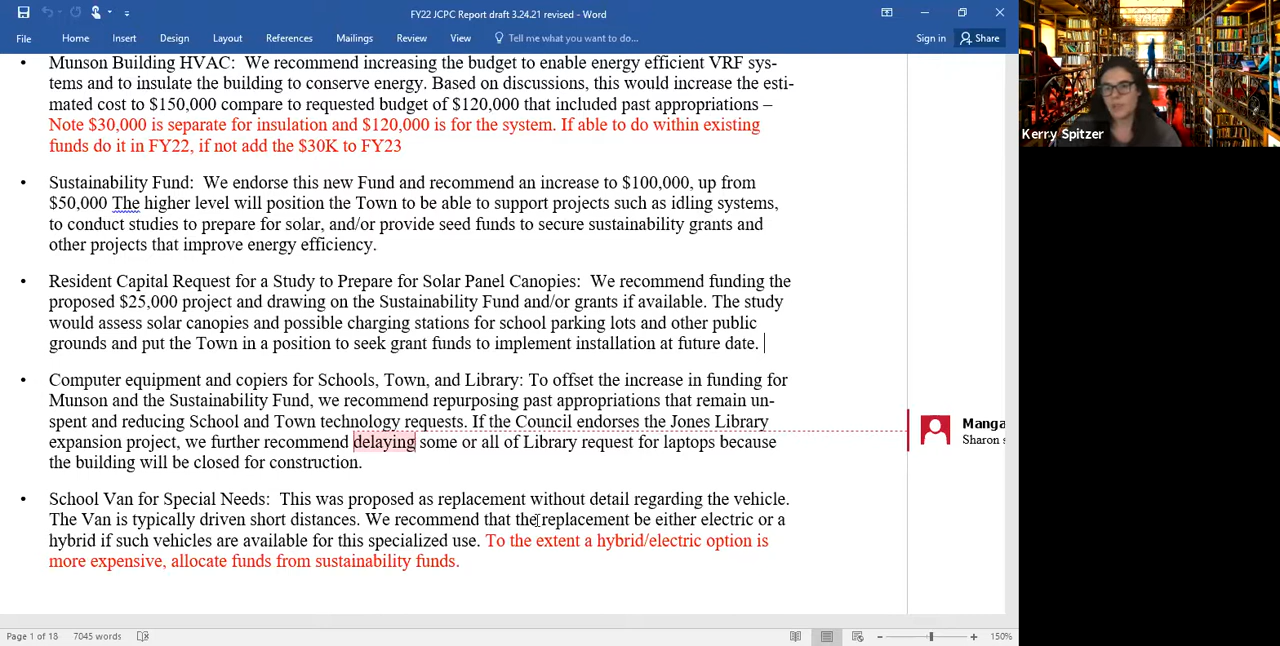 FY22 JCPC Report draft 3.24.21 revised - Word
File Home Insert Design Layout References Mailings Review View Tell me what you want to do... Sign in Share
• Munson Building HVAC: We recommend increasing the budget to enable energy efficient VRF sys-
tems and to insulate the building to conserve energy. Based on discussions, this would increase the esti-
mated cost to $150,000 compare to requested budget of $120,000 that included past appropriations –
Note $30,000 is separate for insulation and $120,000 is for the system. If able to do within existing
funds do it in FY22, if not add the $30K to FY23
• Sustainability Fund: We endorse this new Fund and recommend an increase to $100,000, up from
$50,000 The higher level will position the Town to be able to support projects such as idling systems,
to conduct studies to prepare for solar, and/or provide seed funds to secure sustainability grants and
other projects that improve energy efficiency.
• Resident Capital Request for a Study to Prepare for Solar Panel Canopies: We recommend funding the
proposed $25,000 project and drawing on the Sustainability Fund and/or grants if available. The study
would assess solar canopies and possible charging stations for school parking lots and other public
grounds and put the Town in a position to seek grant funds to implement installation at future date.
• Computer equipment and copiers for Schools, Town, and Library: To offset the increase in funding for
Munson and the Sustainability Fund, we recommend repurposing past appropriations that remain un-
spent and reducing School and Town technology requests. If the Council endorses the Jones Library
expansion project, we further recommend delaying some or all of Library request for laptops because
the building will be closed for construction.
Manga
Sharon s
• School Van for Special Needs: This was proposed as replacement without detail regarding the vehicle.
The Van is typically driven short distances. We recommend that the replacement be either electric or a
hybrid if such vehicles are available for this specialized use. To the extent a hybrid/electric option is
more expensive, allocate funds from sustainability funds.
Page 1 of 18 7045 words 150%
Kerry Spitzer